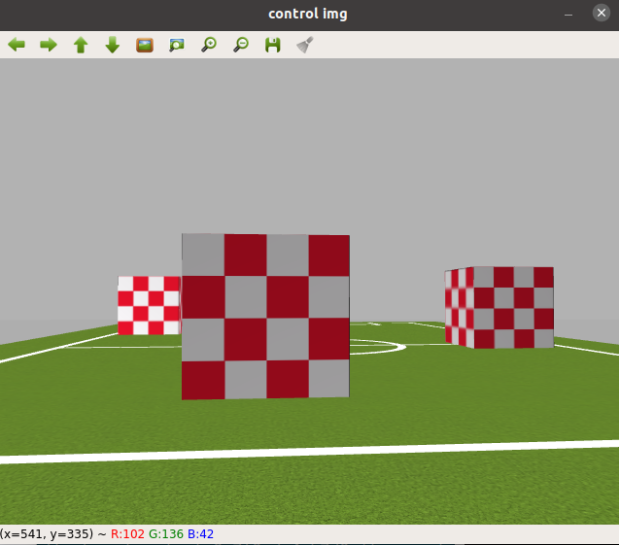 control img
(x=541, y=335) ~ R:102 G:136 B:42